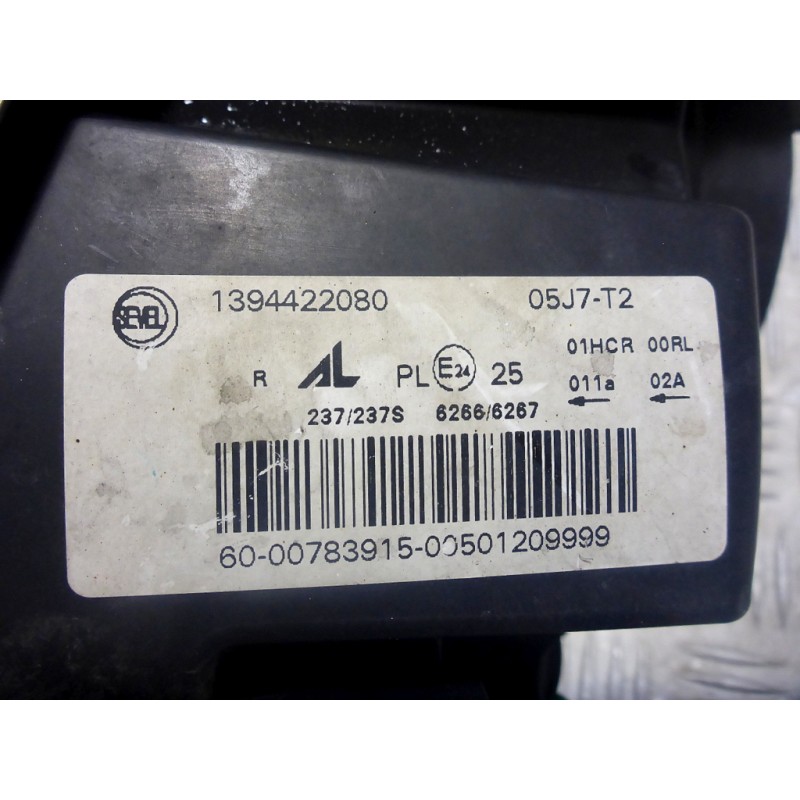 SEVEL 1394422080 05J7-T2
01HCR 00RL
R AL PL E24 25 011a 02A
237/237S 6266/6267
60-00783915-00501209999